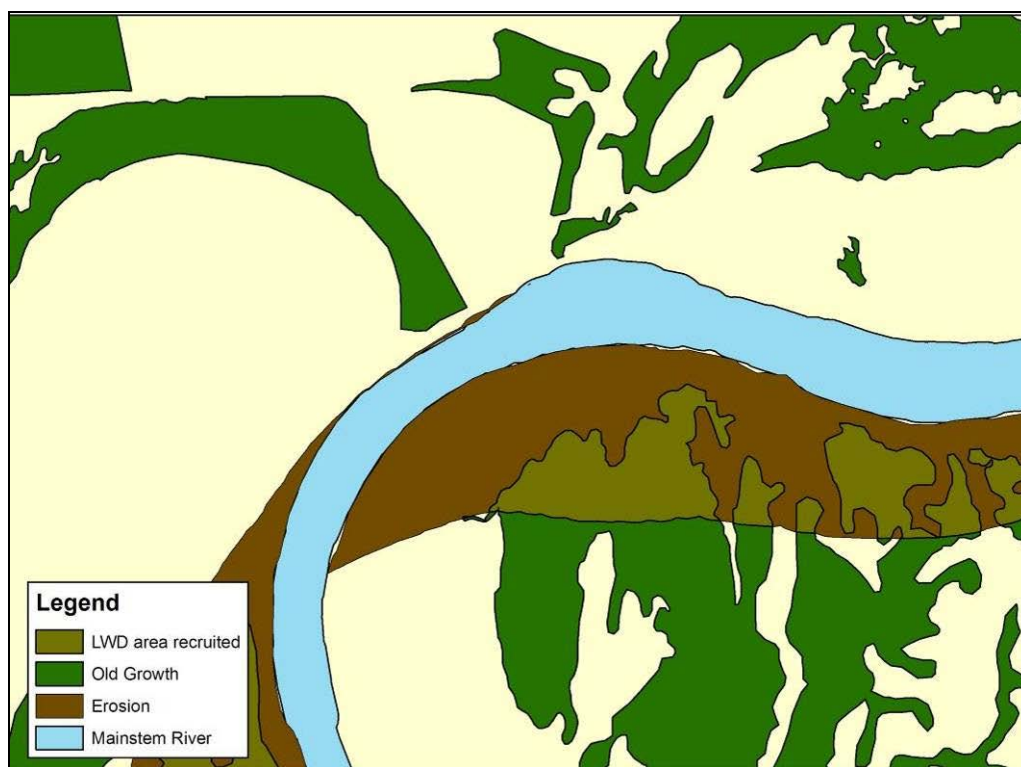 Legend
LWD area recruited
Old Growth
Erosion
Mainstem River